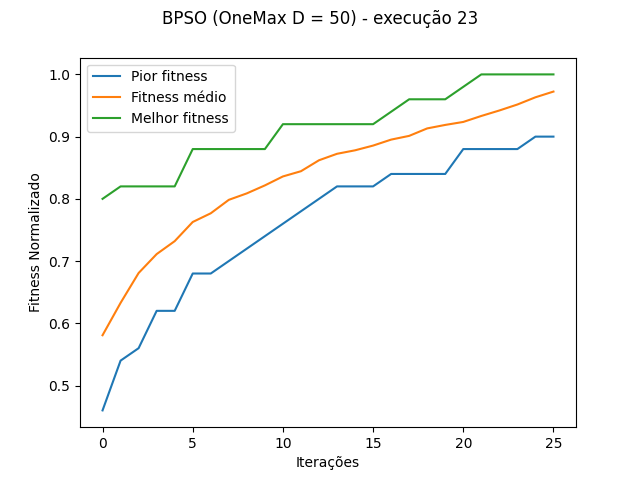 BPSO (OneMax D = 50) - execução 23
Pior fitness
Fitness médio
Melhor fitness
1.0
0.9
0.8
0.7
0.6
0.5
Fitness Normalizado
0 5 10 15 20 25
Iterações